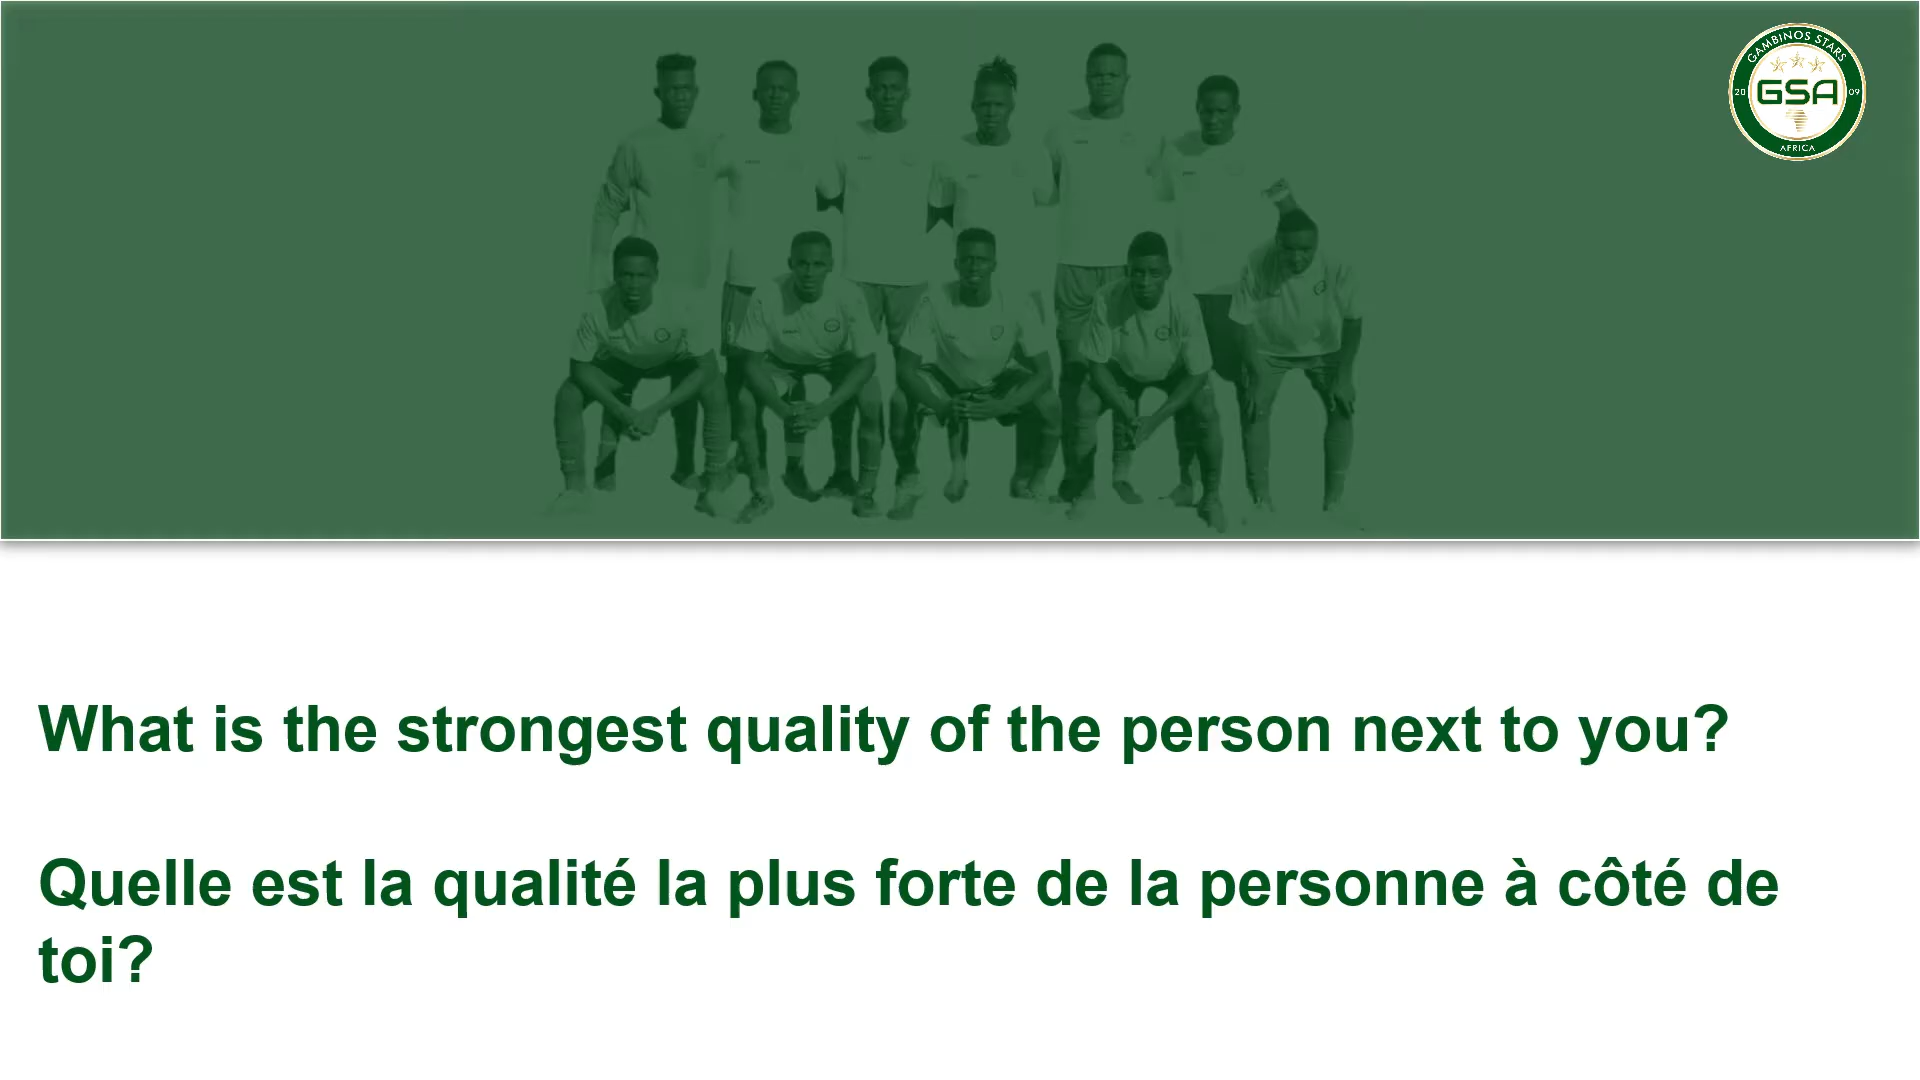 GAMBINOS STARS
20 GSA 09
AFRICA
What is the strongest quality of the person next to you?
Quelle est la qualité la plus forte de la personne à côté de
toi?